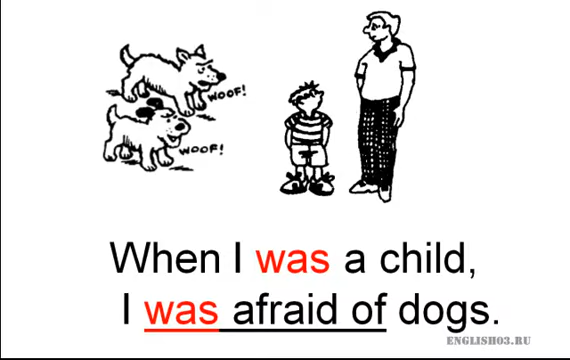 WOOF!
WOOF!
When I was a child,
I was afraid of dogs.
ENGLISH03.RU